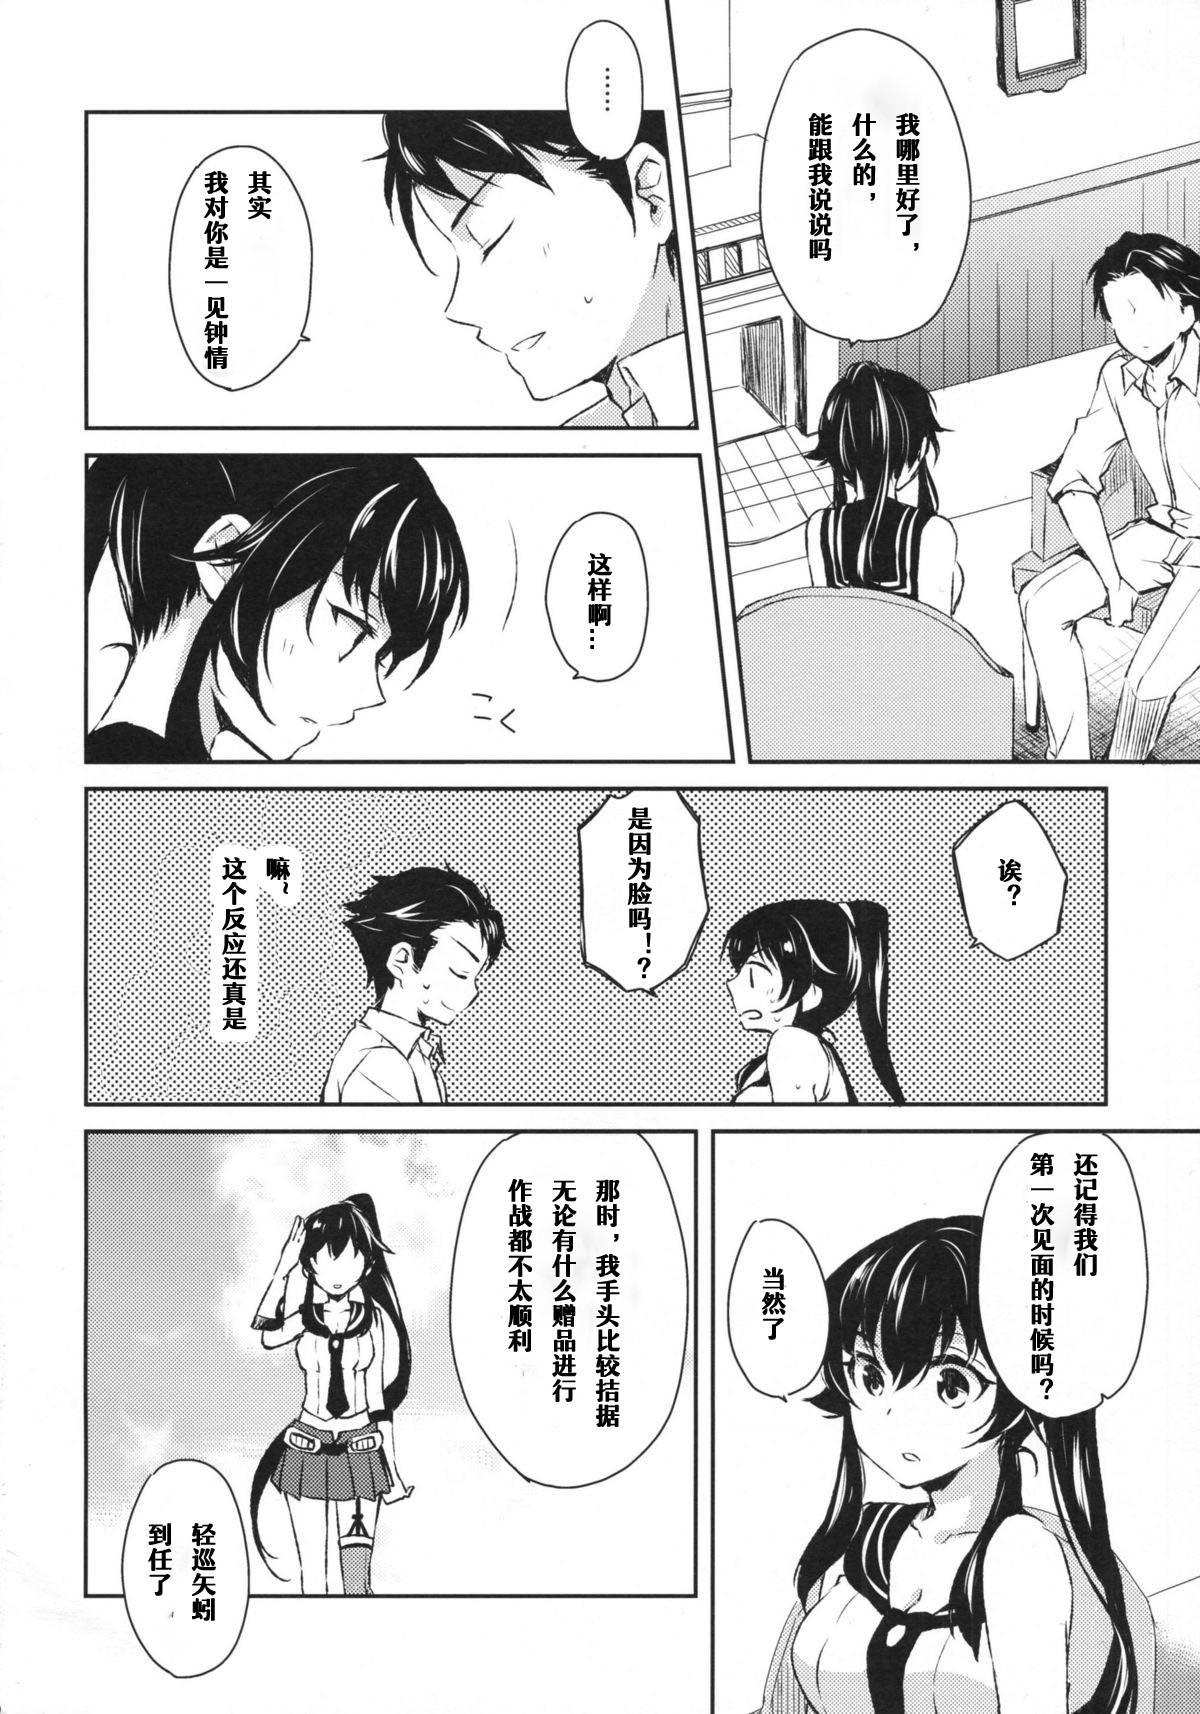 我哪里好了，
什么的，
能跟我说说吗
……
其实
我对你是一见钟情
这样啊…
こく
诶？
是因为脸吗！？
嘛~
这个反应还真是
还记得我们
第一次见面的时候吗？
当然了
那时，我手头比较拮据
无论有什么赠品进行
作战都不太顺利
轻巡矢矧
到任了